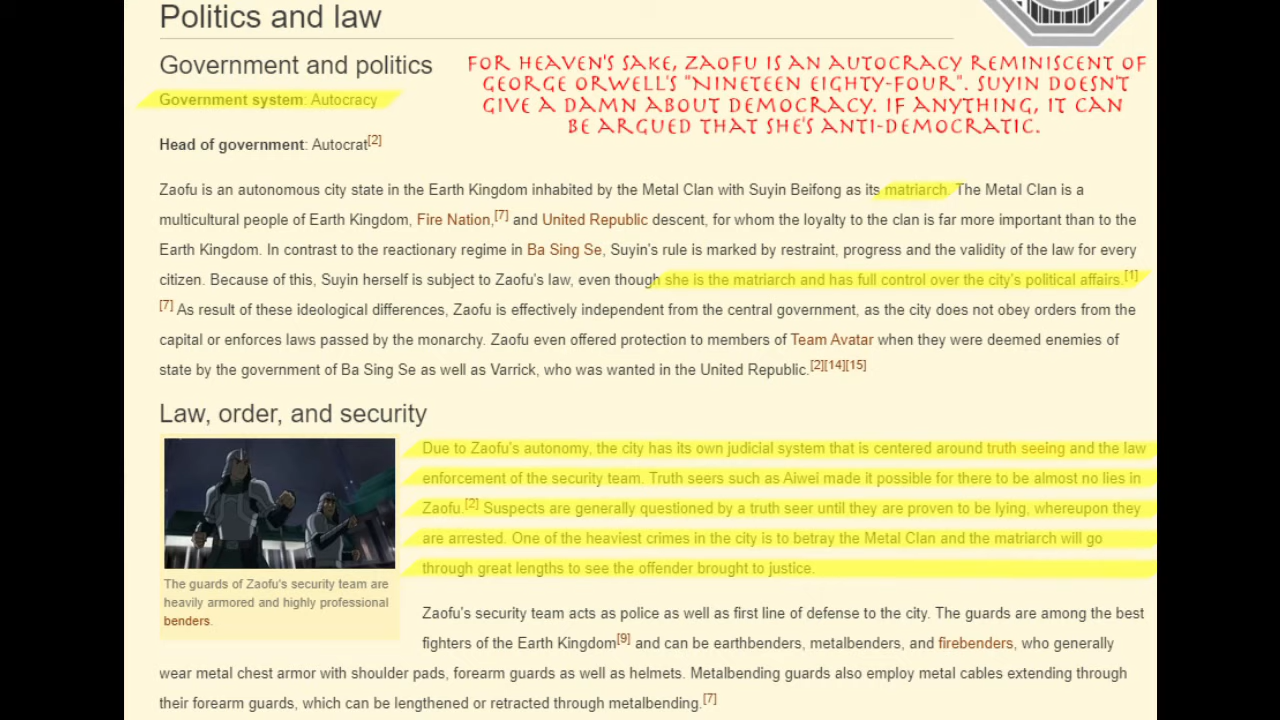 Politics and law
Government and politics
FOR HEAVEN'S SAKE, ZAOFU IS AN AUTOCRACY REMINISCENT OF
GEORGE ORWELL'S "NINETEEN EIGHTY-FOUR". SUYIN DOESN'T
GIVE A DAMN ABOUT DEMOCRACY. IF ANYTHING, IT CAN
BE ARGUED THAT SHE'S ANTI-DEMOCRATIC.
Government system: Autocracy
Head of government: Autocrat[2]
Zaofu is an autonomous city state in the Earth Kingdom inhabited by the Metal Clan with Suyin Beifong as its matriarch. The Metal Clan is a
multicultural people of Earth Kingdom, Fire Nation,[7] and United Republic descent, for whom the loyalty to the clan is far more important than to the
Earth Kingdom. In contrast to the reactionary regime in Ba Sing Se, Suyin's rule is marked by restraint, progress and the validity of the law for every
citizen. Because of this, Suyin herself is subject to Zaofu's law, even though she is the matriarch and has full control over the city's political affairs.[1]
[7] As result of these ideological differences, Zaofu is effectively independent from the central government, as the city does not obey orders from the
capital or enforces laws passed by the monarchy. Zaofu even offered protection to members of Team Avatar when they were deemed enemies of
state by the government of Ba Sing Se as well as Varrick, who was wanted in the United Republic.[2][14][15]
Law, order, and security
Due to Zaofu's autonomy, the city has its own judicial system that is centered around truth seeing and the law
enforcement of the security team. Truth seers such as Aiwei made it possible for there to be almost no lies in
Zaofu.[2] Suspects are generally questioned by a truth seer until they are proven to be lying, whereupon they
are arrested. One of the heaviest crimes in the city is to betray the Metal Clan and the matriarch will go
through great lengths to see the offender brought to justice.
The guards of Zaofu's security team are
heavily armored and highly professional
benders.
Zaofu's security team acts as police as well as first line of defense to the city. The guards are among the best
fighters of the Earth Kingdom[9] and can be earthbenders, metalbenders, and firebenders, who generally
wear metal chest armor with shoulder pads, forearm guards as well as helmets. Metalbending guards also employ metal cables extending through
their forearm guards, which can be lengthened or retracted through metalbending.[7]